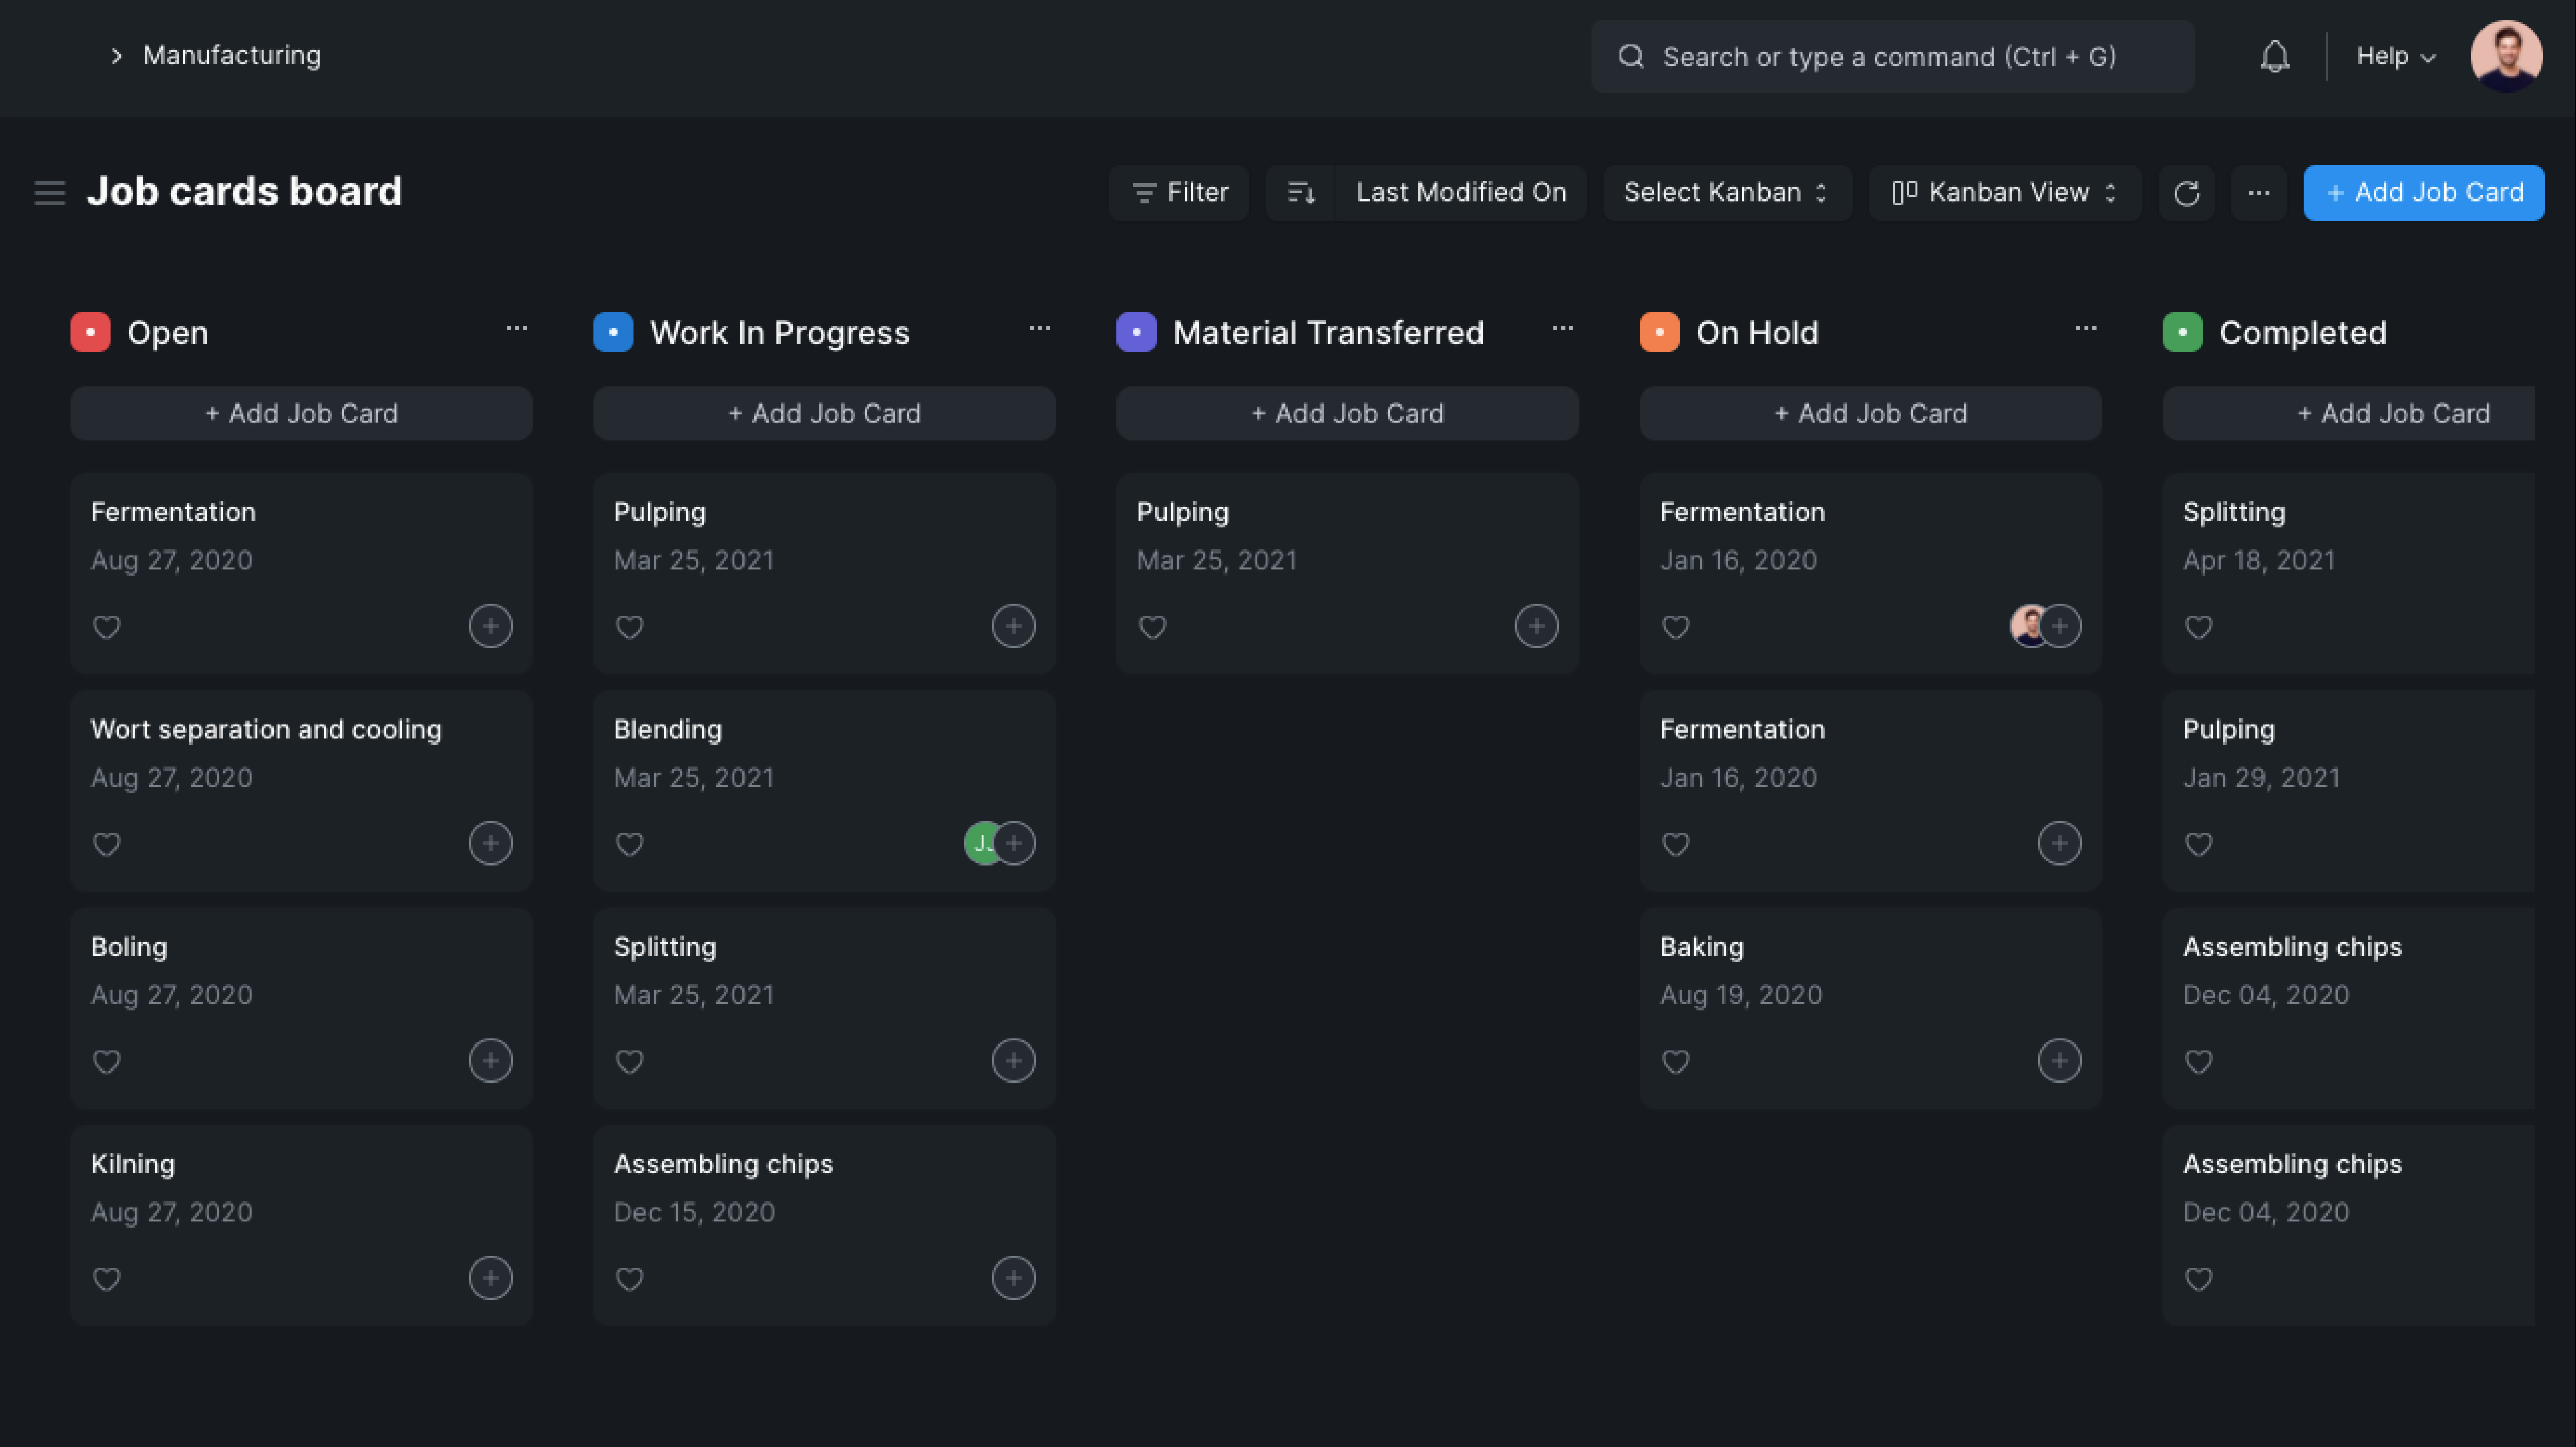 Manufacturing
Search or type a command (Ctrl + G)
Help
Job cards board
Filter
Last Modified On
Select Kanban
Kanban View
+ Add Job Card
Open
+ Add Job Card
Fermentation
Aug 27, 2020
Wort separation and cooling
Aug 27, 2020
Boling
Aug 27, 2020
Kilning
Aug 27, 2020
Work In Progress
+ Add Job Card
Pulping
Mar 25, 2021
Blending
Mar 25, 2021
Splitting
Mar 25, 2021
Assembling chips
Dec 15, 2020
Material Transferred
+ Add Job Card
Pulping
Mar 25, 2021
On Hold
+ Add Job Card
Fermentation
Jan 16, 2020
Fermentation
Jan 16, 2020
Baking
Aug 19, 2020
Completed
+ Add Job Card
Splitting
Apr 18, 2021
Pulping
Jan 29, 2021
Assembling chips
Dec 04, 2020
Assembling chips
Dec 04, 2020